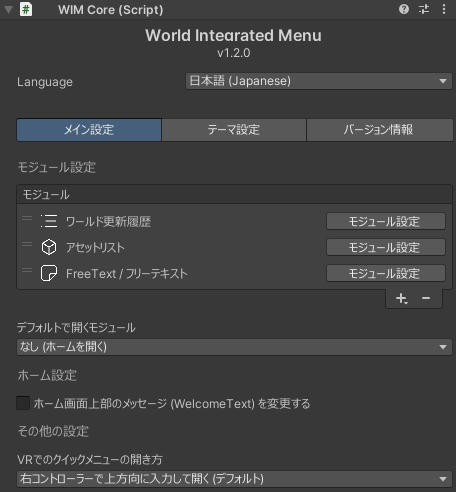 WIM Core (Script)
World Integrated Menu
v1.2.0
Language 日本語 (Japanese)
メイン設定 テーマ設定 バージョン情報
モジュール設定
モジュール
ワールド更新履歴 モジュール設定
アセットリスト モジュール設定
FreeText / フリーテキスト モジュール設定
デフォルトで開くモジュール
なし (ホームを開く)
ホーム設定
ホーム画面上部のメッセージ (WelcomeText) を変更する
その他の設定
VRでのクイックメニューの開き方
右コントローラーで上方向に入力して開く (デフォルト)